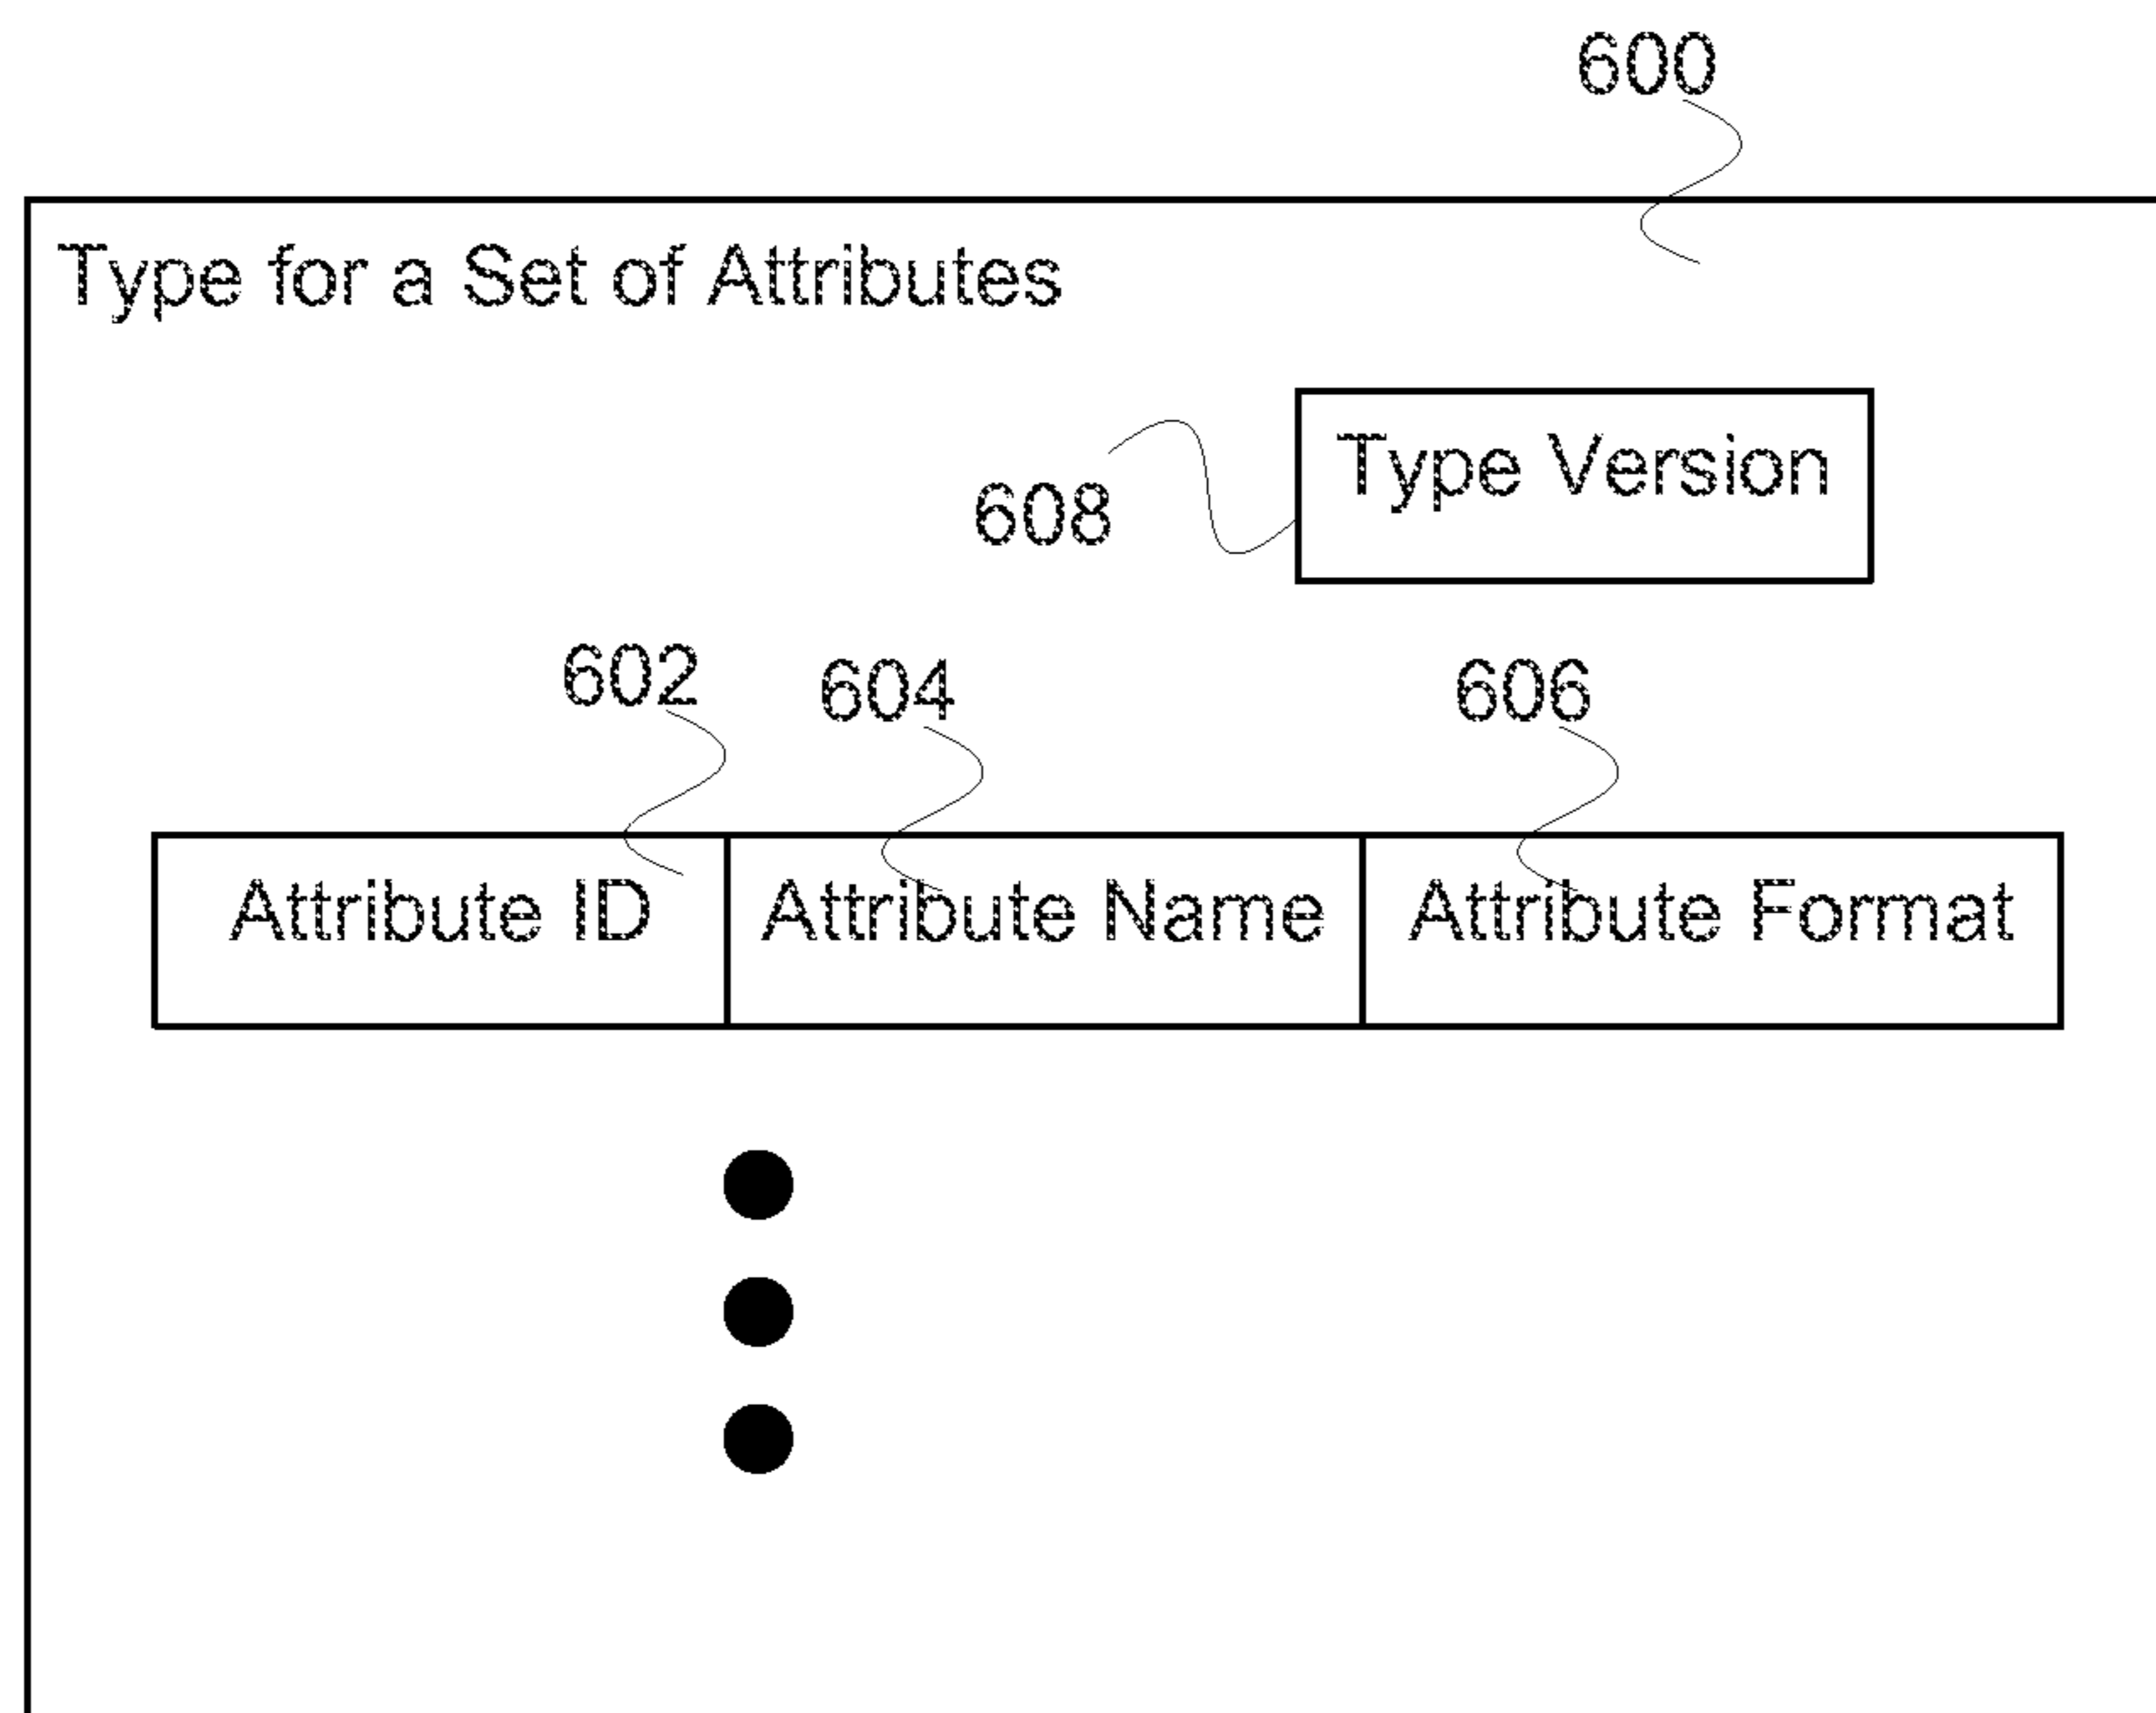 600
Type for a Set of Attributes
Type Version
608
602 604 606
Attribute ID Attribute Name Attribute Format